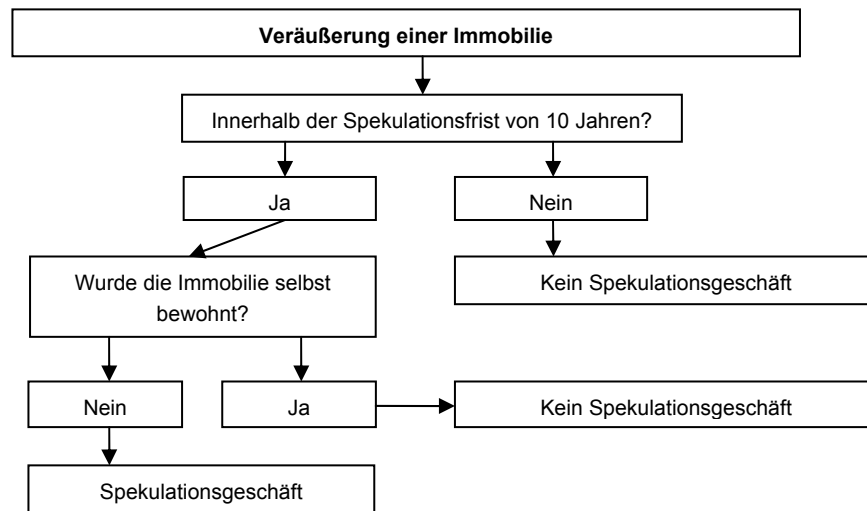 Veräußerung einer Immobilie
Innerhalb der Spekulationsfrist von 10 Jahren?
Ja
Nein
Wurde die Immobilie selbst
bewohnt?
Kein Spekulationsgeschäft
Nein
Ja
Kein Spekulationsgeschäft
Spekulationsgeschäft